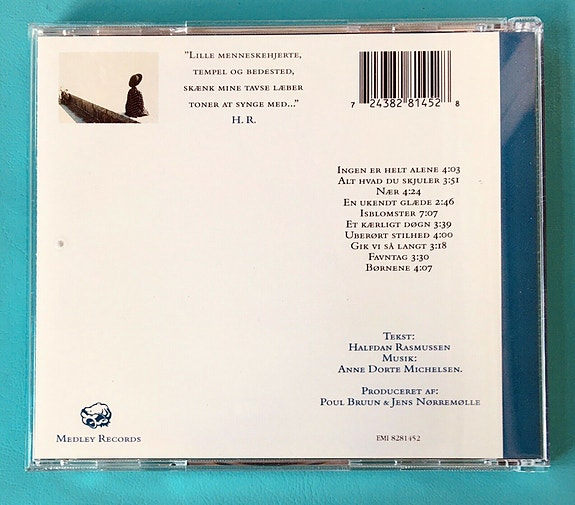 "Lille menneskehjerte,
tempel og bedested,
skænk mine tavse læber
toner at synge med..."
H. R.
7 24382 81452 8
Ingen er helt alene 4:03
Alt hvad du skjuler 3:51
Nær 4:24
En ukendt glæde 2:46
Isblomster 7:07
Et kærligt døgn 3:39
Uberørt stilhed 4:00
Gik vi så langt 3:18
Favntag 3:30
Børnene 4:07
Tekst:
Halfdan Rasmussen
Musik:
Anne Dorte Michelsen.
Produceret af:
Poul Bruun & Jens Nørremølle
Medley Records
EMI 8281452